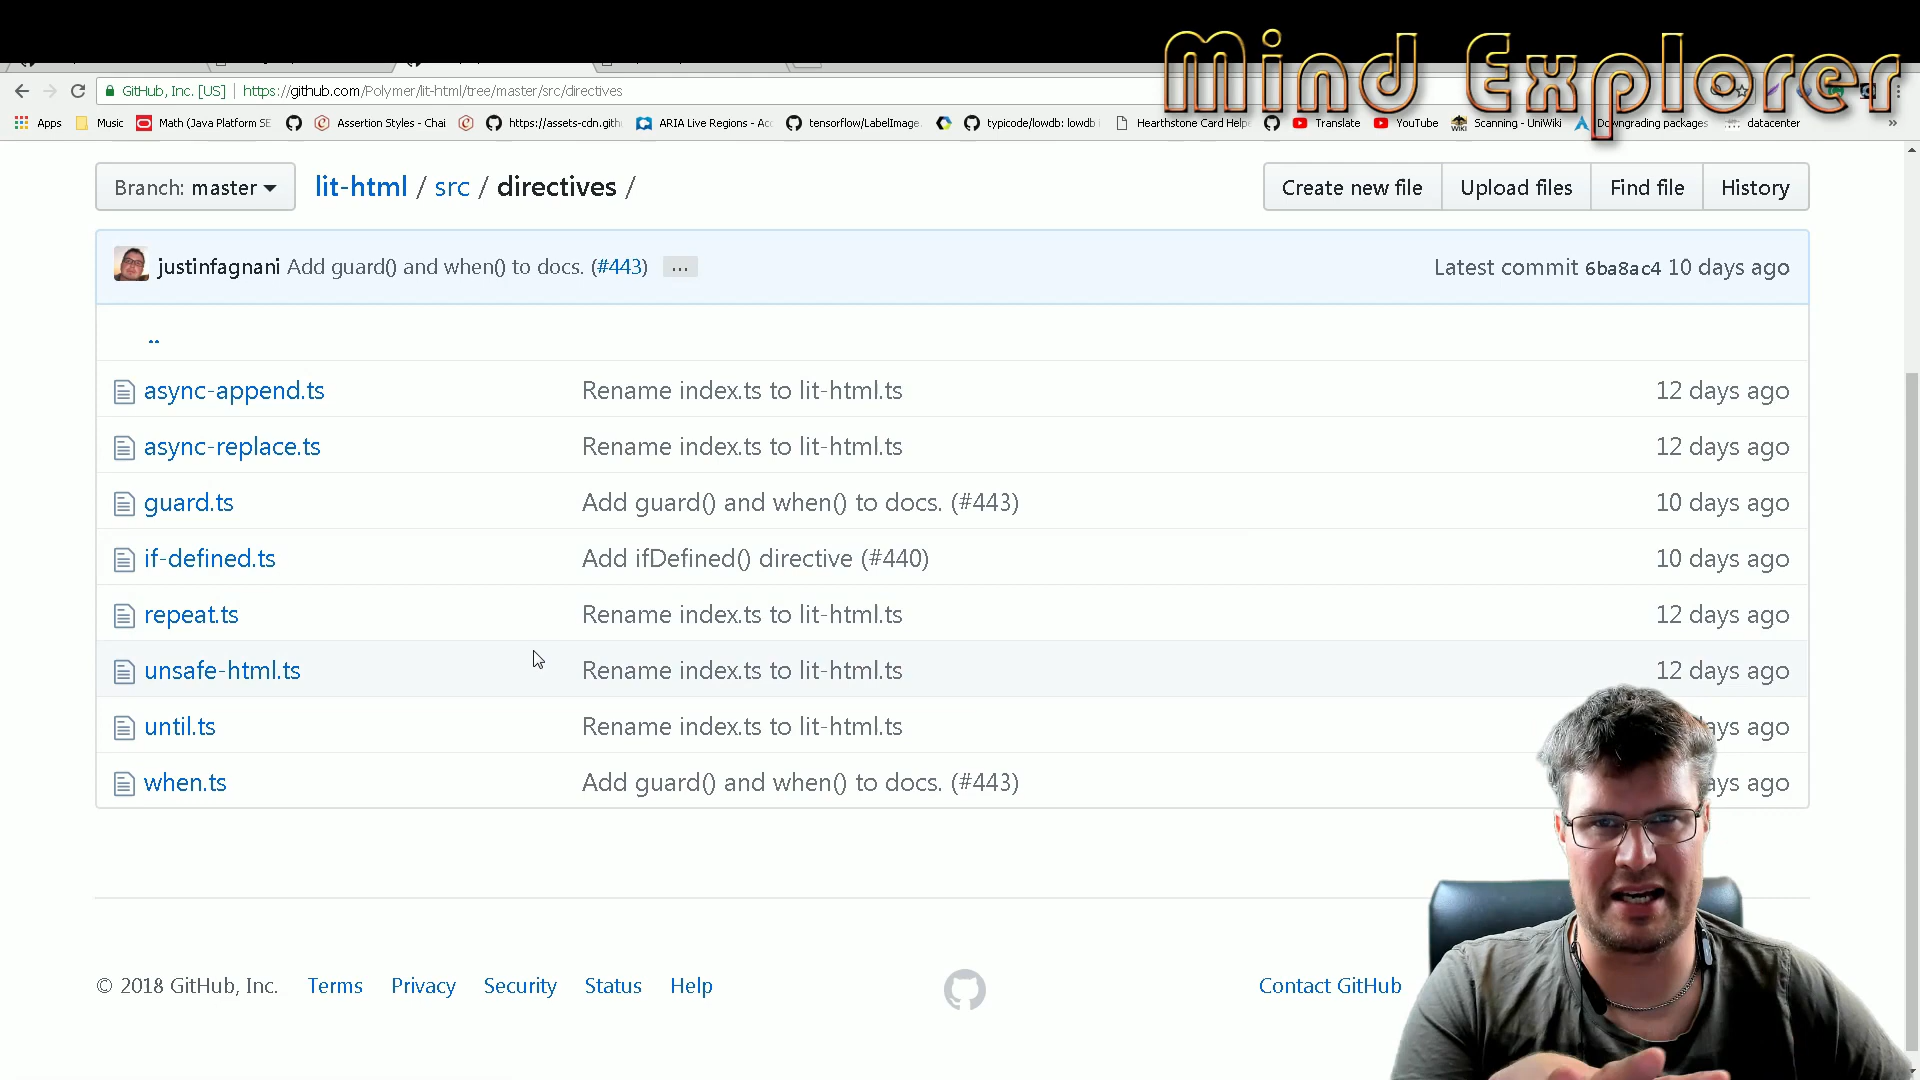 Mind Explorer
GitHub, Inc. [US] | https://github.com/Polymer/lit-html/tree/master/src/directives
Apps Music Math (Java Platform SE Assertion Styles - Chai https://assets-cdn.gith ARIA Live Regions - Acc tensorflow/LabelImage. typicode/lowdb: lowdb i Hearthstone Card Help Translate YouTube Scanning - UniWiki Downgrading packages datacenter »
Branch: master lit-html / src / directives / Create new file Upload files Find file History
justinfagnani Add guard() and when() to docs. (#443) ... Latest commit 6ba8ac4 10 days ago
..
async-append.ts Rename index.ts to lit-html.ts 12 days ago
async-replace.ts Rename index.ts to lit-html.ts 12 days ago
guard.ts Add guard() and when() to docs. (#443) 10 days ago
if-defined.ts Add ifDefined() directive (#440) 10 days ago
repeat.ts Rename index.ts to lit-html.ts 12 days ago
unsafe-html.ts Rename index.ts to lit-html.ts 12 days ago
until.ts Rename index.ts to lit-html.ts ays ago
when.ts Add guard() and when() to docs. (#443) ays ago
© 2018 GitHub, Inc. Terms Privacy Security Status Help Contact GitHub